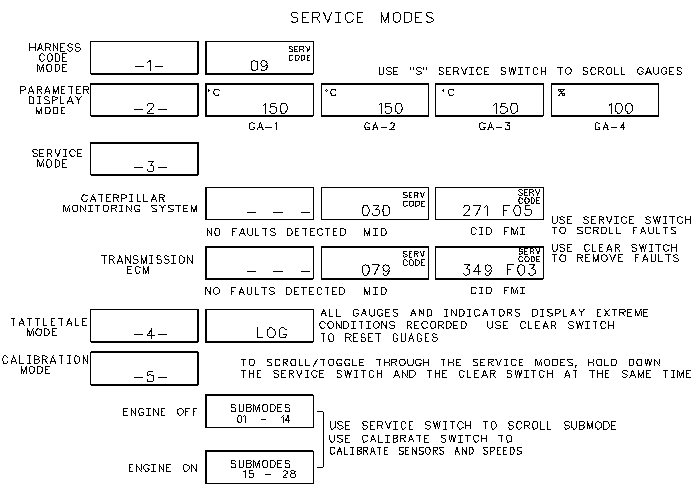 SERVICE MODES
HARNESS
CODE
MODE
-1-
09
SERV
CODE
USE "S" SERVICE SWITCH TO SCROLL GAUGES
PARAMETER
DISPLAY
MODE
-2-
°C
150
GA-1
°C
150
GA-2
°C
150
GA-3
%
100
GA-4
SERVICE
MODE
-3-
CATERPILLAR
MONITORING SYSTEM
- - -
NO FAULTS DETECTED
030
SERV
CODE
MID
271 F05
SERV
CODE
CID FMI
USE SERVICE SWITCH
TO SCROLL FAULTS
TRANSMISSION
ECM
- - -
NO FAULTS DETECTED
079
SERV
CODE
MID
349 F03
SERV
CODE
CID FMI
USE CLEAR SWITCH
TO REMOVE FAULTS
TATTLETALE
MODE
-4-
LOG
ALL GAUGES AND INDICATORS DISPLAY EXTREME
CONDITIONS RECORDED USE CLEAR SWITCH
TO RESET GUAGES
CALIBRATION
MODE
-5-
TO SCROLL/TOGGLE THROUGH THE SERVICE MODES, HOLD DOWN
THE SERVICE SWITCH AND THE CLEAR SWITCH AT THE SAME TIME
ENGINE OFF
SUBMODES
01 - 14
USE SERVICE SWITCH TO SCROLL SUBMODE
USE CALIBRATE SWITCH TO
CALIBRATE SENSORS AND SPEEDS
ENGINE ON
SUBMODES
15 - 28